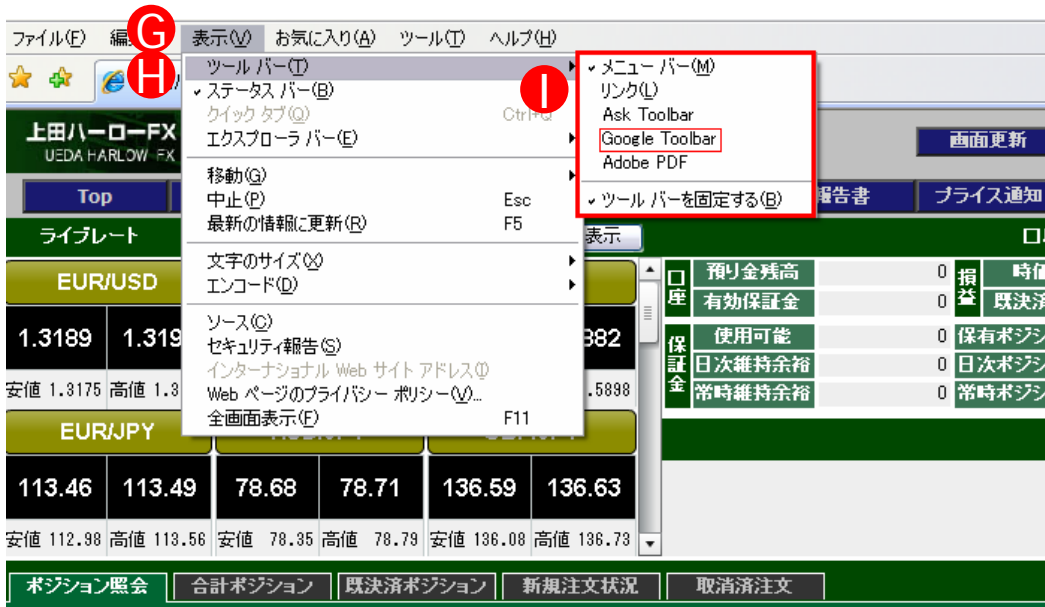 ファイル(F) 編 G 表示(V) お気に入り(A) ツール(T) ヘルプ(H)
H
I
ツール バー(T)
✓ステータス バー(B)
クイック タブ(Q) Ctrl+Q
エクスプローラ バー(E)
移動(G)
中止(P) Esc
最新の情報に更新(R) F5
文字のサイズ(X)
エンコード(D)
ソース(C)
セキュリティ報告(S)
インターナショナル Web サイト アドレス(I)
Web ページのプライバシー ポリシー(V)...
全画面表示(F) F11
✓メニュー バー(M)
リンク(L)
Ask Toolbar
Google Toolbar
Adobe PDF
✓ツール バーを固定する(B)
上田ハーローFX
UEDA HARLOW FX
画面更新
Top 報告書 プライス通知
ライブレート 表示
EUR/USD
1.3189 1.319 382
安値 1.3175 高値 1.3 .5898
EUR/JPY
113.46 113.49 78.68 78.71 136.59 136.63
安値 112.98 高値 113.56 安値 78.35 高値 78.79 安値 136.08 高値 136.73
口座 預り金残高 0 損益 時価
有効保証金 0 既決済
保証金 使用可能 0 保有ポジシ
日次維持余裕 0 日次ポジシ
常時維持余裕 0 常時ポジシ
ポジション照会 合計ポジション 既決済ポジション 新規注文状況 取消済注文